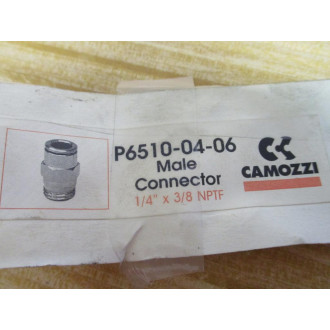 P6510-04-06
Male
Connector
1/4" x 3/8 NPTF
CAMOZZI